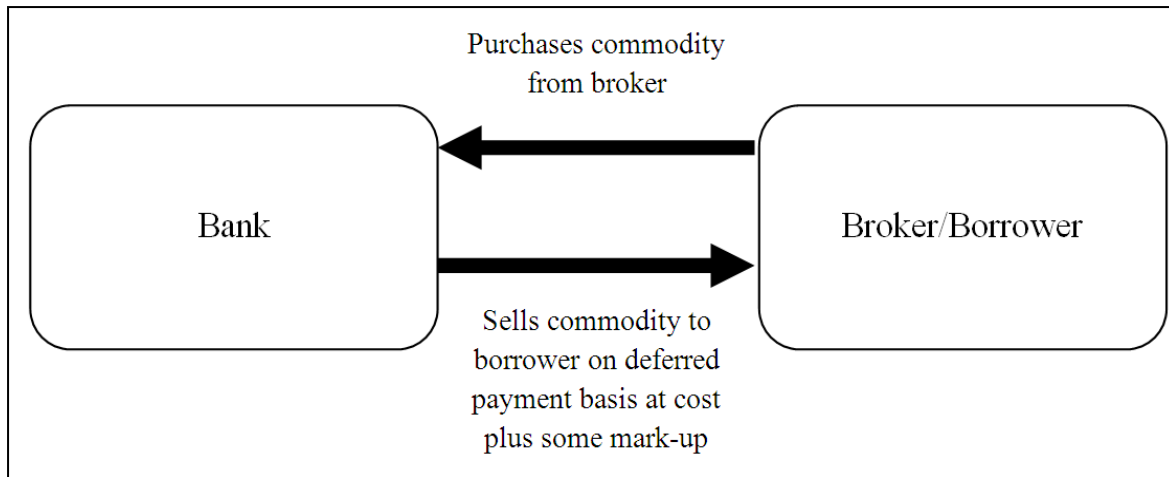 Purchases commodity
from broker
Bank
Broker/Borrower
Sells commodity to
borrower on deferred
payment basis at cost
plus some mark-up